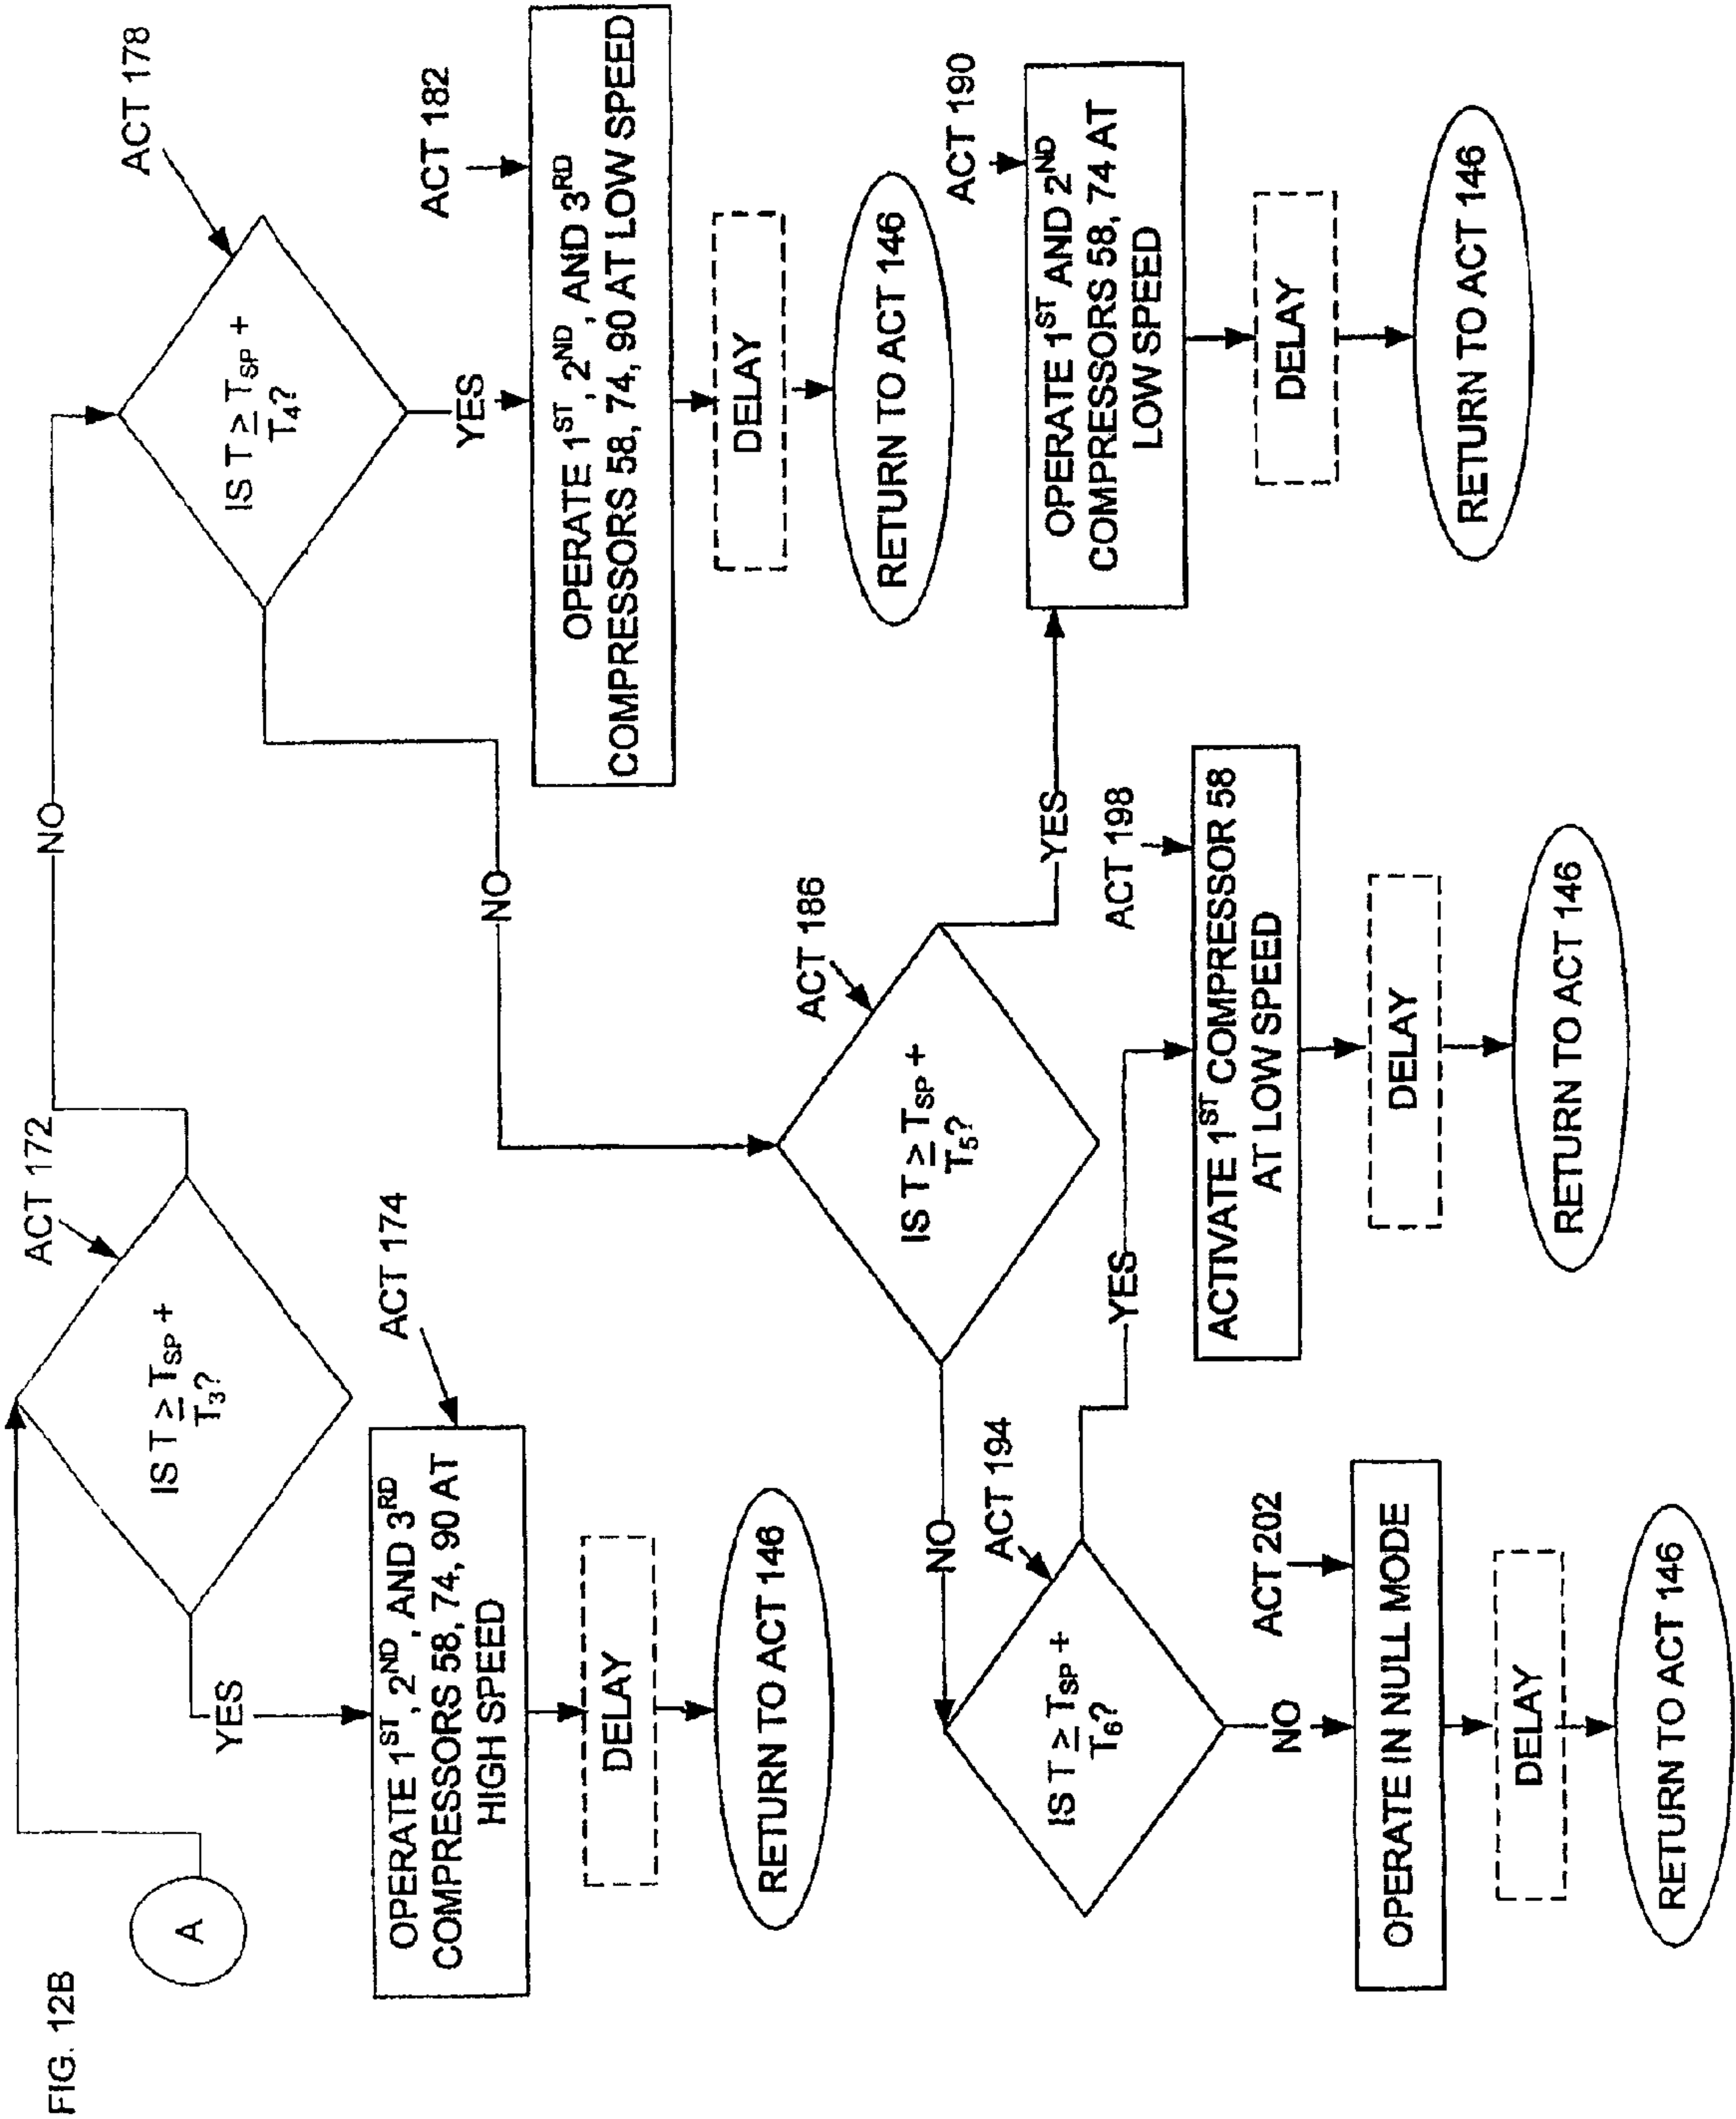 FIG. 12B
A
ACT 172
IS T ≥ TSP +
T3?
YES
NO
ACT 174
OPERATE 1ST, 2ND, AND 3RD
COMPRESSORS 58, 74, 90 AT
HIGH SPEED
DELAY
RETURN TO ACT 146
ACT 178
IS T ≥ TSP +
T4?
YES
NO
ACT 182
OPERATE 1ST, 2ND, AND 3RD
COMPRESSORS 58, 74, 90 AT LOW SPEED
DELAY
RETURN TO ACT 146
ACT 186
IS T ≥ TSP +
T5?
NO
YES
ACT 190
OPERATE 1ST AND 2ND
COMPRESSORS 58, 74 AT
LOW SPEED
DELAY
RETURN TO ACT 146
ACT 194
IS T ≥ TSP +
T6?
YES
NO
ACT 198
ACTIVATE 1ST COMPRESSOR 58
AT LOW SPEED
DELAY
RETURN TO ACT 146
ACT 202
OPERATE IN NULL MODE
DELAY
RETURN TO ACT 146